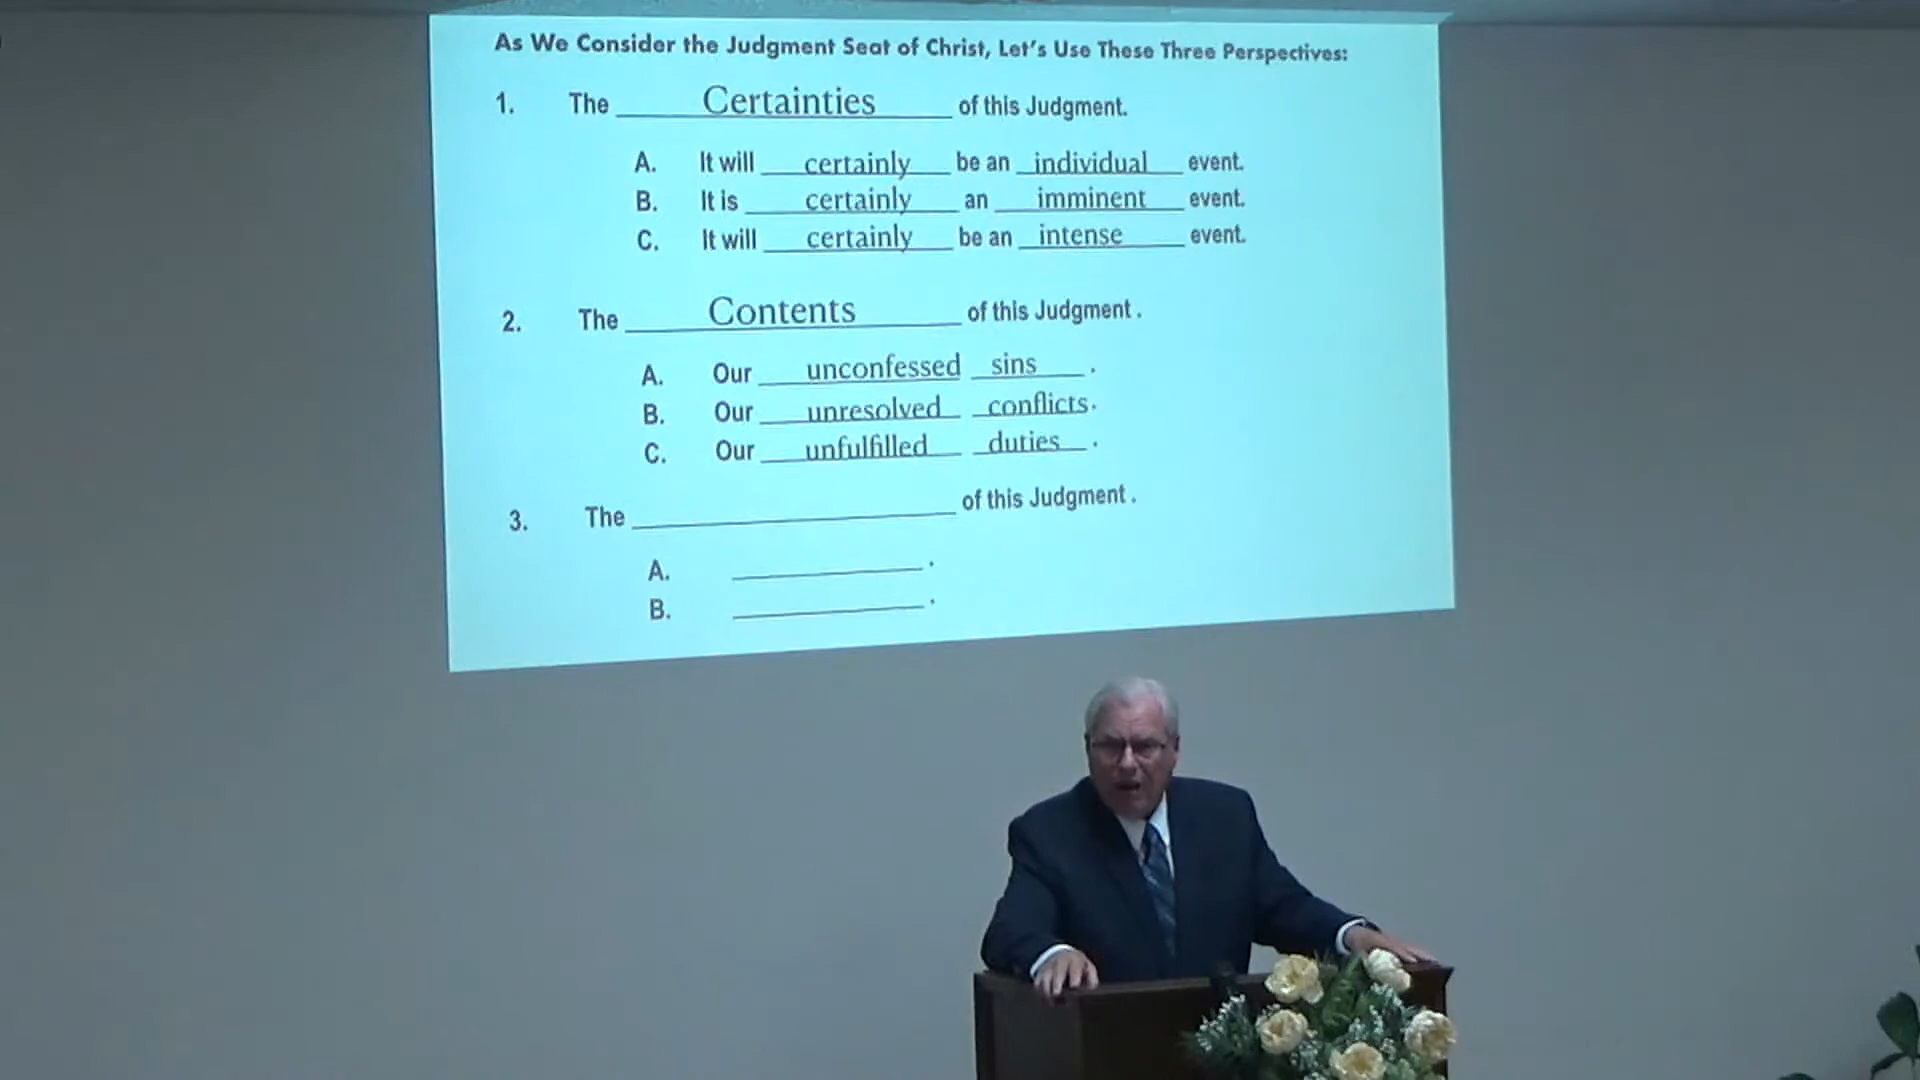 As We Consider the Judgment Seat of Christ, Let's Use These Three Perspectives:
1. The Certainties of this Judgment.
A. It will certainly be an individual event.
B. It is certainly an imminent event.
C. It will certainly be an intense event.
2. The Contents of this Judgment .
A. Our unconfessed sins .
B. Our unresolved conflicts.
C. Our unfulfilled duties .
3. The ____________ of this Judgment .
A. ____________ .
B. ____________ .